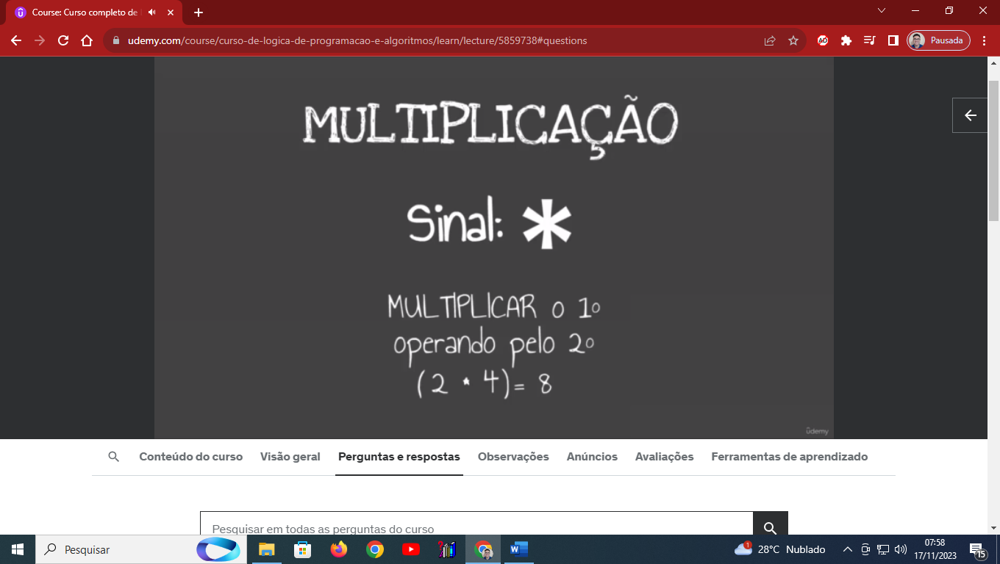 Course: Curso completo de
udemy.com/course/curso-de-logica-de-programacao-e-algoritmos/learn/lecture/5859738#questions
Pausada
MULTIPLICAÇÃO
Sinal: *
MULTIPLICAR o 1º
operando pelo 2º
(2 * 4) = 8
udemy
Conteúdo do curso Visão geral Perguntas e respostas Observações Anúncios Avaliações Ferramentas de aprendizado
Pesquisar em todas as perguntas do curso
Pesquisar
1
28°C Nublado
07:58
17/11/2023
15